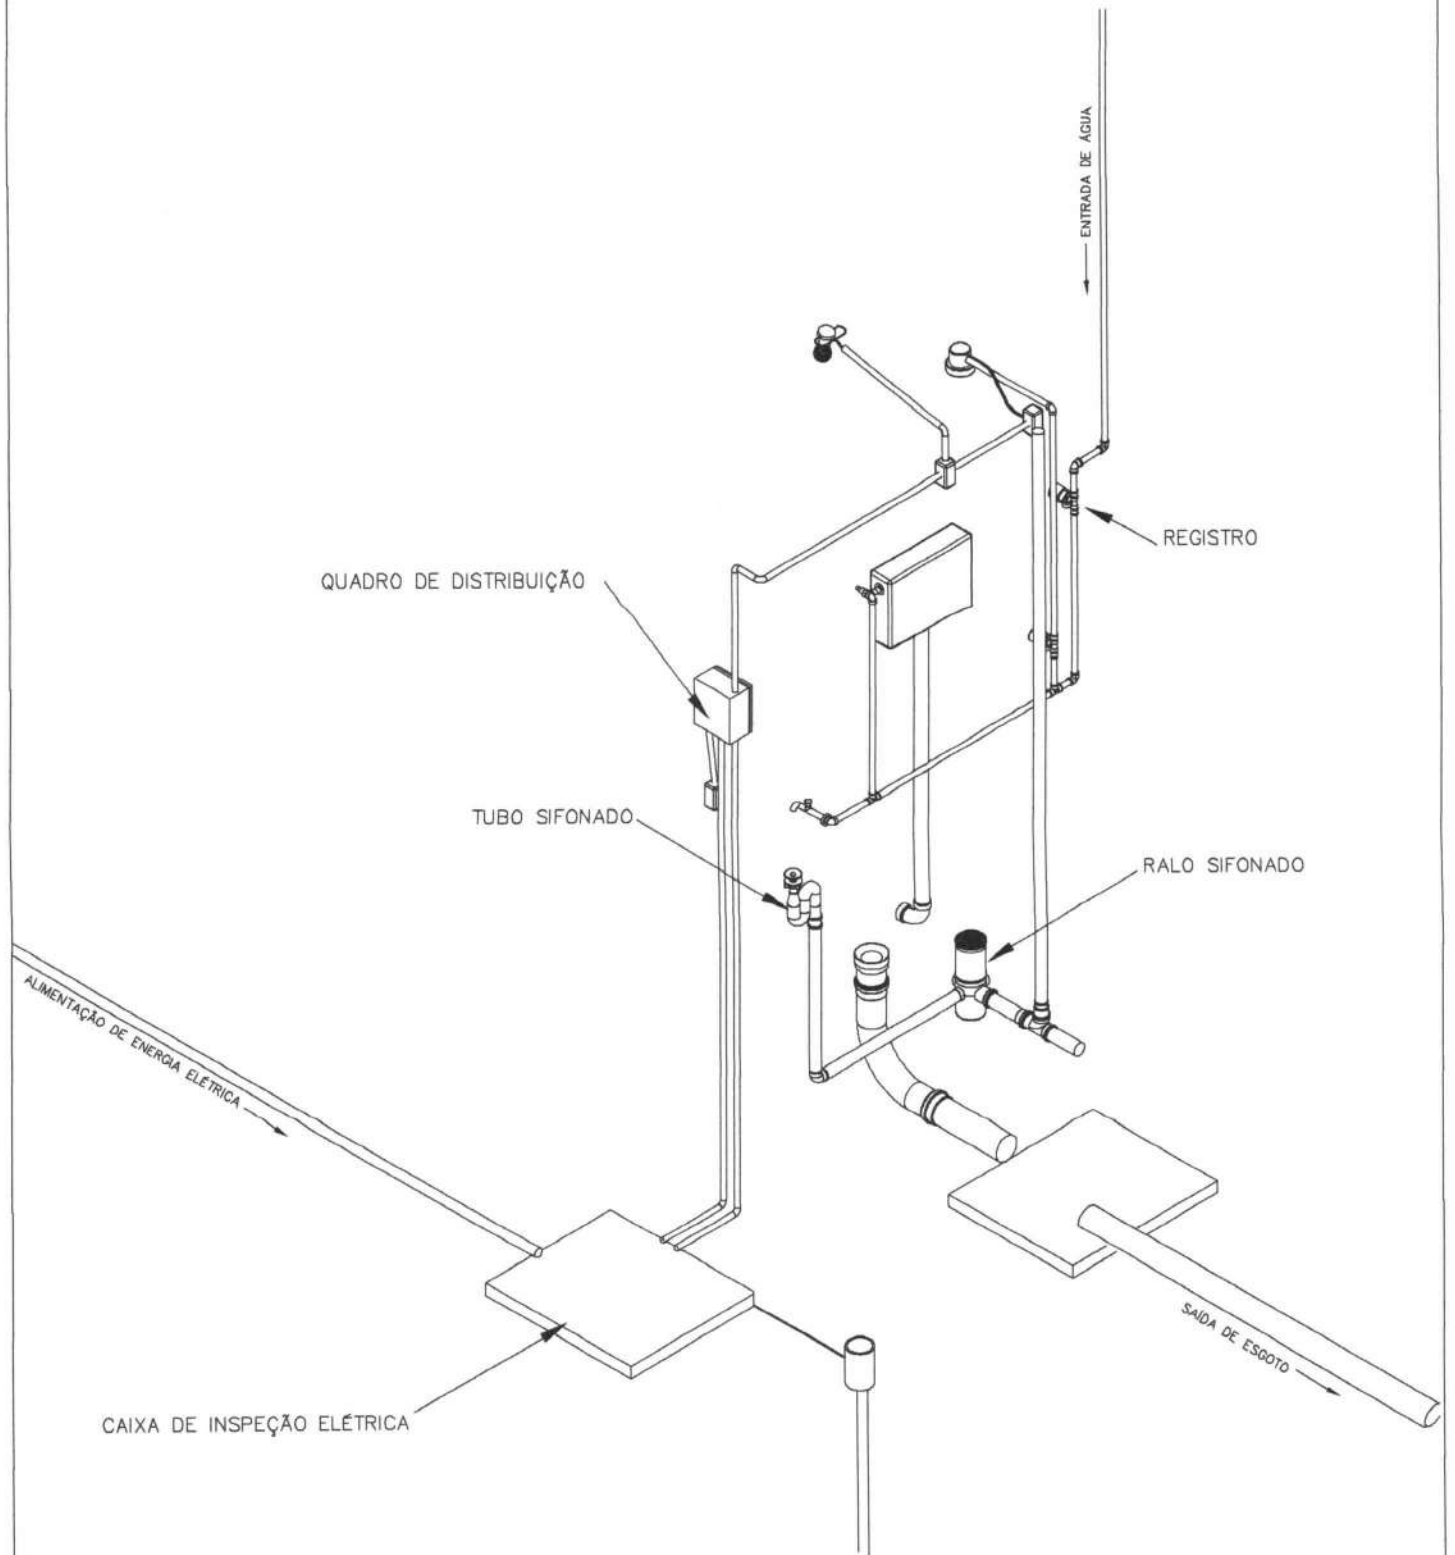 ENTRADA DE ÁGUA
REGISTRO
QUADRO DE DISTRIBUIÇÃO
TUBO SIFONADO
RALO SIFONADO
ALIMENTAÇÃO DE ENERGIA ELÉTRICA
SAÍDA DE ESGOTO
CAIXA DE INSPEÇÃO ELÉTRICA